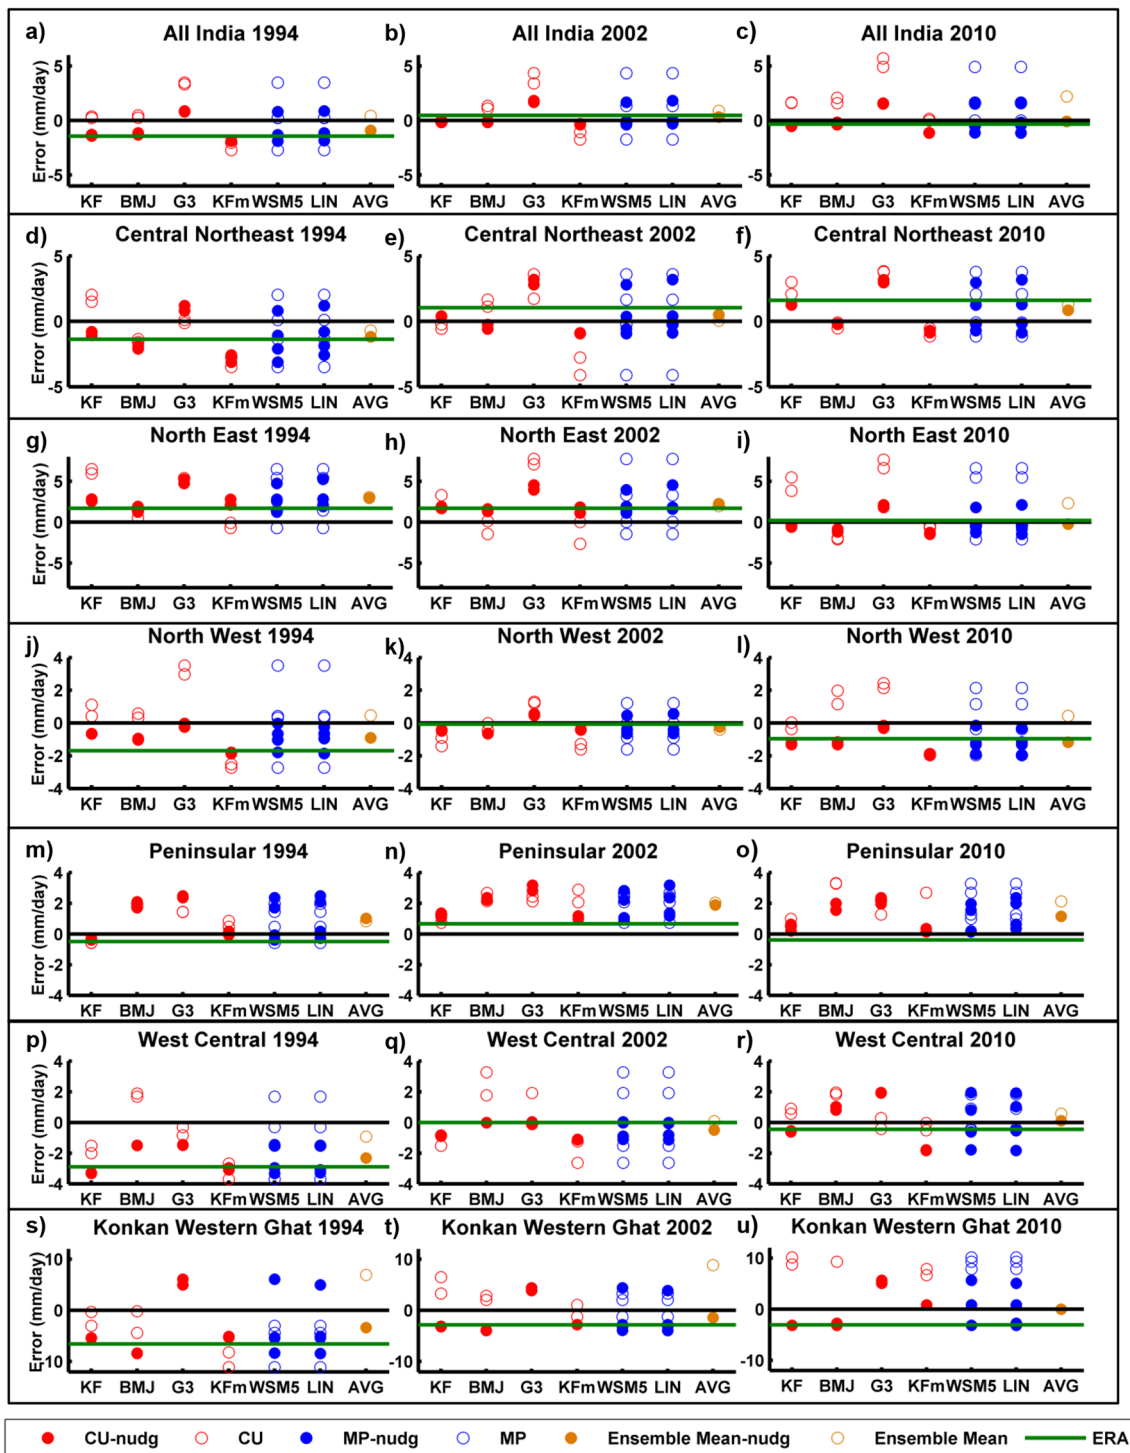 a) All India 1994
b) All India 2002
c) All India 2010
Error (mm/day)
5
0
-5
KF BMJ G3 KFm WSM5 LIN AVG
5
0
-5
KF BMJ G3 KFm WSM5 LIN AVG
5
0
-5
KF BMJ G3 KFm WSM5 LIN AVG
d) Central Northeast 1994
e) Central Northeast 2002
f) Central Northeast 2010
Error (mm/day)
5
0
-5
KF BMJ G3 KFm WSM5 LIN AVG
5
0
-5
KF BMJ G3 KFm WSM5 LIN AVG
5
0
-5
KF BMJ G3 KFm WSM5 LIN AVG
g) North East 1994
h) North East 2002
i) North East 2010
Error (mm/day)
5
0
-5
KF BMJ G3 KFm WSM5 LIN AVG
5
0
-5
KF BMJ G3 KFm WSM5 LIN AVG
5
0
-5
KF BMJ G3 KFm WSM5 LIN AVG
j) North West 1994
k) North West 2002
l) North West 2010
Error (mm/day)
4
2
0
-2
-4
KF BMJ G3 KFm WSM5 LIN AVG
4
2
0
-2
-4
KF BMJ G3 KFm WSM5 LIN AVG
4
2
0
-2
-4
KF BMJ G3 KFm WSM5 LIN AVG
m) Peninsular 1994
n) Peninsular 2002
o) Peninsular 2010
Error (mm/day)
4
2
0
-2
-4
KF BMJ G3 KFm WSM5 LIN AVG
4
2
0
-2
-4
KF BMJ G3 KFm WSM5 LIN AVG
4
2
0
-2
-4
KF BMJ G3 KFm WSM5 LIN AVG
p) West Central 1994
q) West Central 2002
r) West Central 2010
Error (mm/day)
4
2
0
-2
-4
KF BMJ G3 KFm WSM5 LIN AVG
4
2
0
-2
-4
KF BMJ G3 KFm WSM5 LIN AVG
4
2
0
-2
-4
KF BMJ G3 KFm WSM5 LIN AVG
s) Konkan Western Ghat 1994
t) Konkan Western Ghat 2002
u) Konkan Western Ghat 2010
Error (mm/day)
10
0
-10
KF BMJ G3 KFm WSM5 LIN AVG
10
0
-10
KF BMJ G3 KFm WSM5 LIN AVG
10
0
-10
KF BMJ G3 KFm WSM5 LIN AVG
CU-nudg CU MP-nudg MP Ensemble Mean-nudg Ensemble Mean ERA